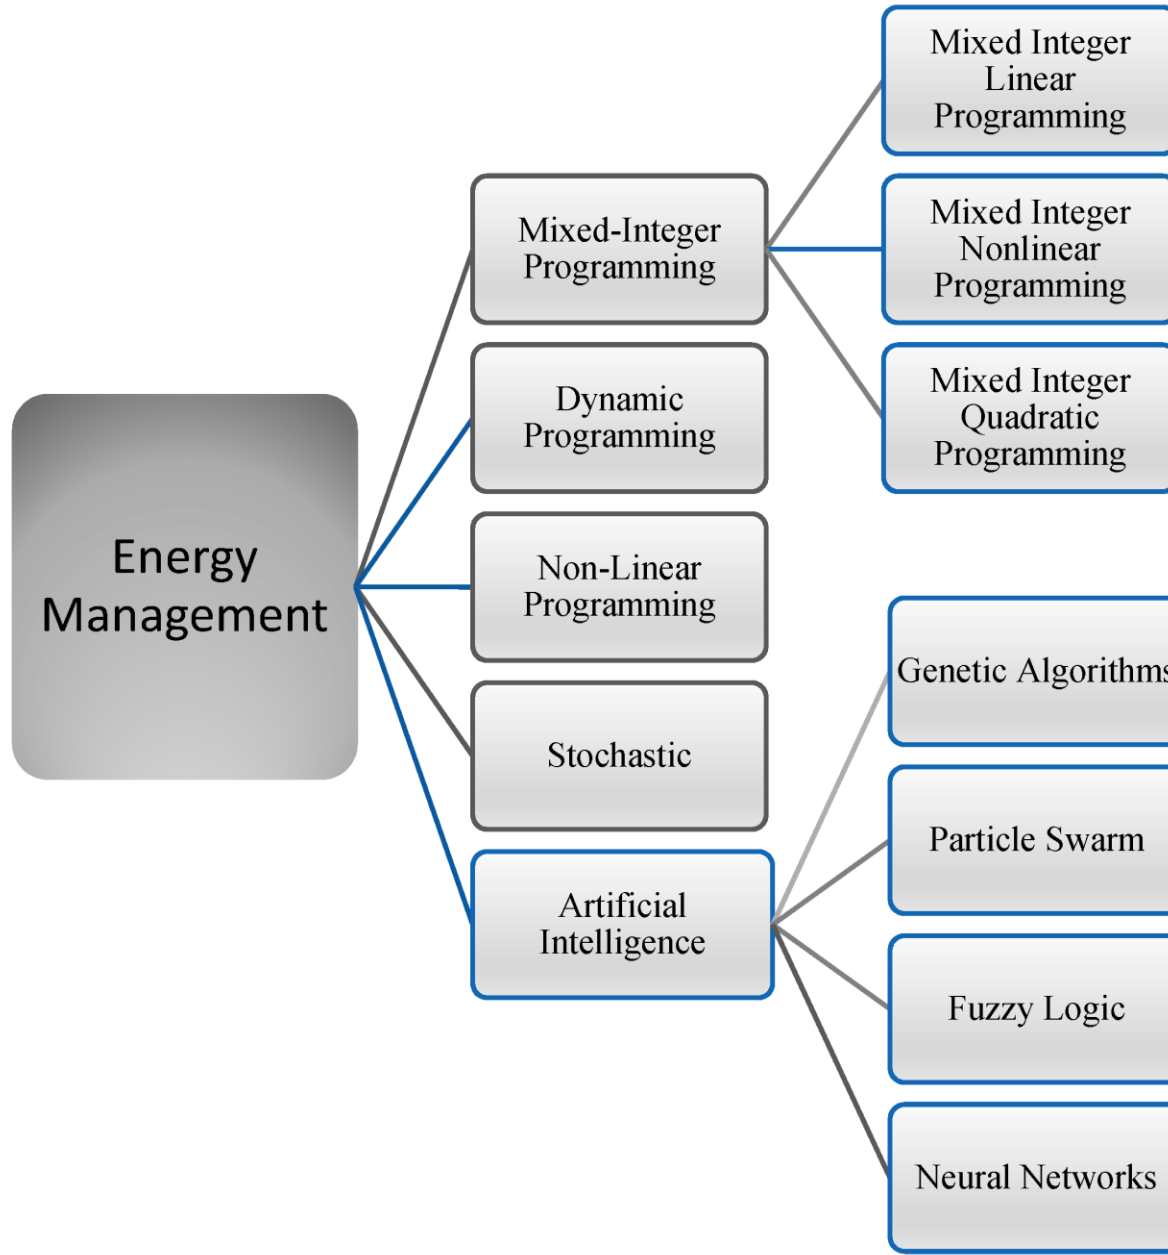 Energy
Management
Mixed-Integer
Programming
Dynamic
Programming
Non-Linear
Programming
Stochastic
Artificial
Intelligence
Mixed Integer
Linear
Programming
Mixed Integer
Nonlinear
Programming
Mixed Integer
Quadratic
Programming
Genetic Algorithms
Particle Swarm
Fuzzy Logic
Neural Networks